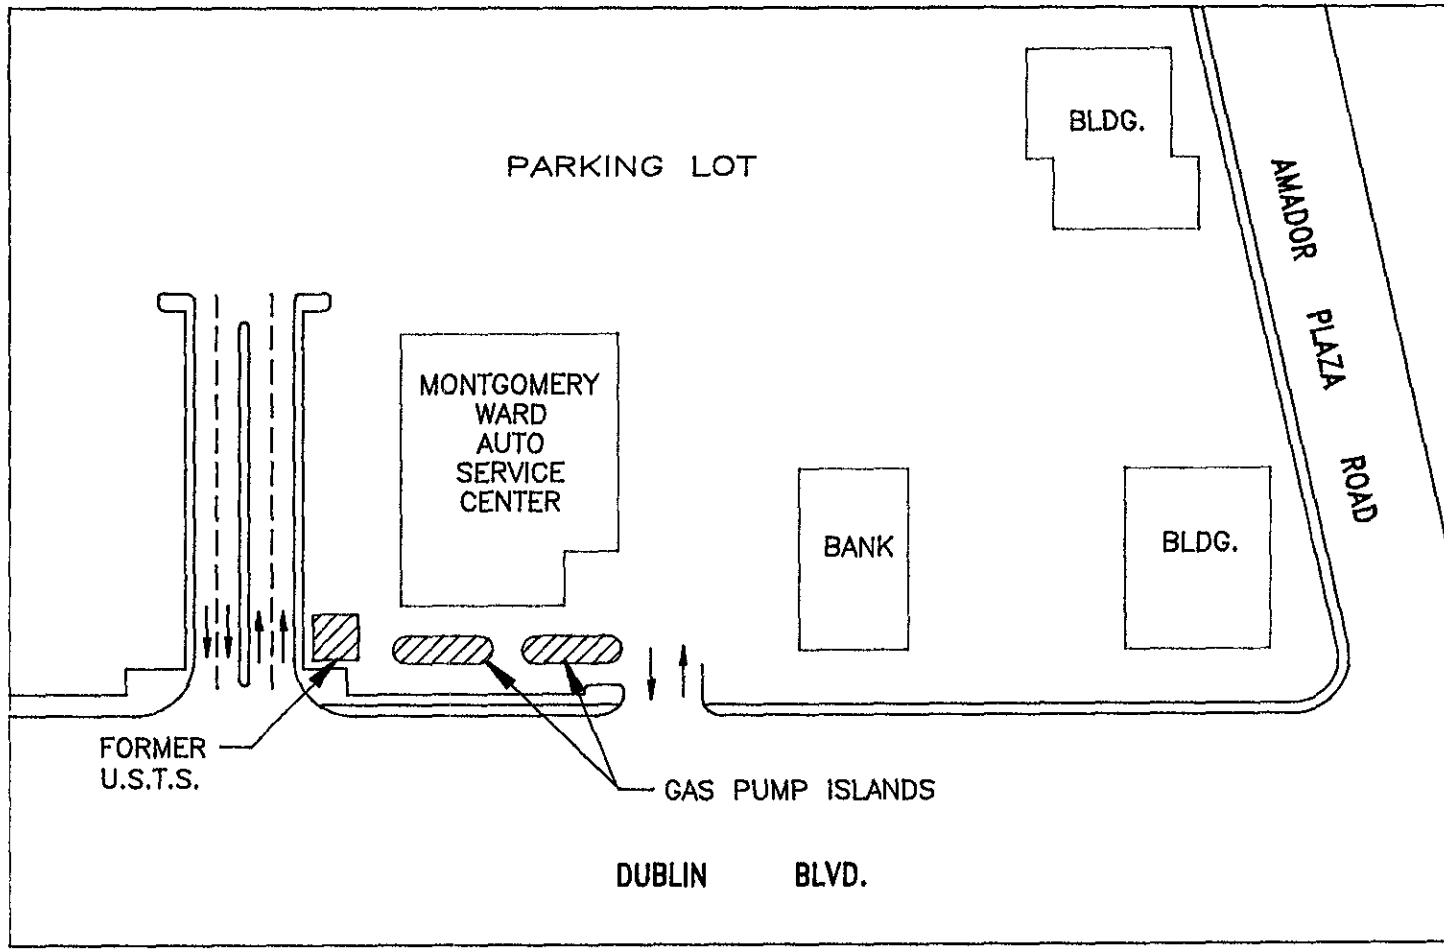 BLDG.
PARKING LOT
AMADOR PLAZA ROAD
MONTGOMERY
WARD
AUTO
SERVICE
CENTER
BANK
BLDG.
FORMER
U.S.T.S.
GAS PUMP ISLANDS
DUBLIN BLVD.